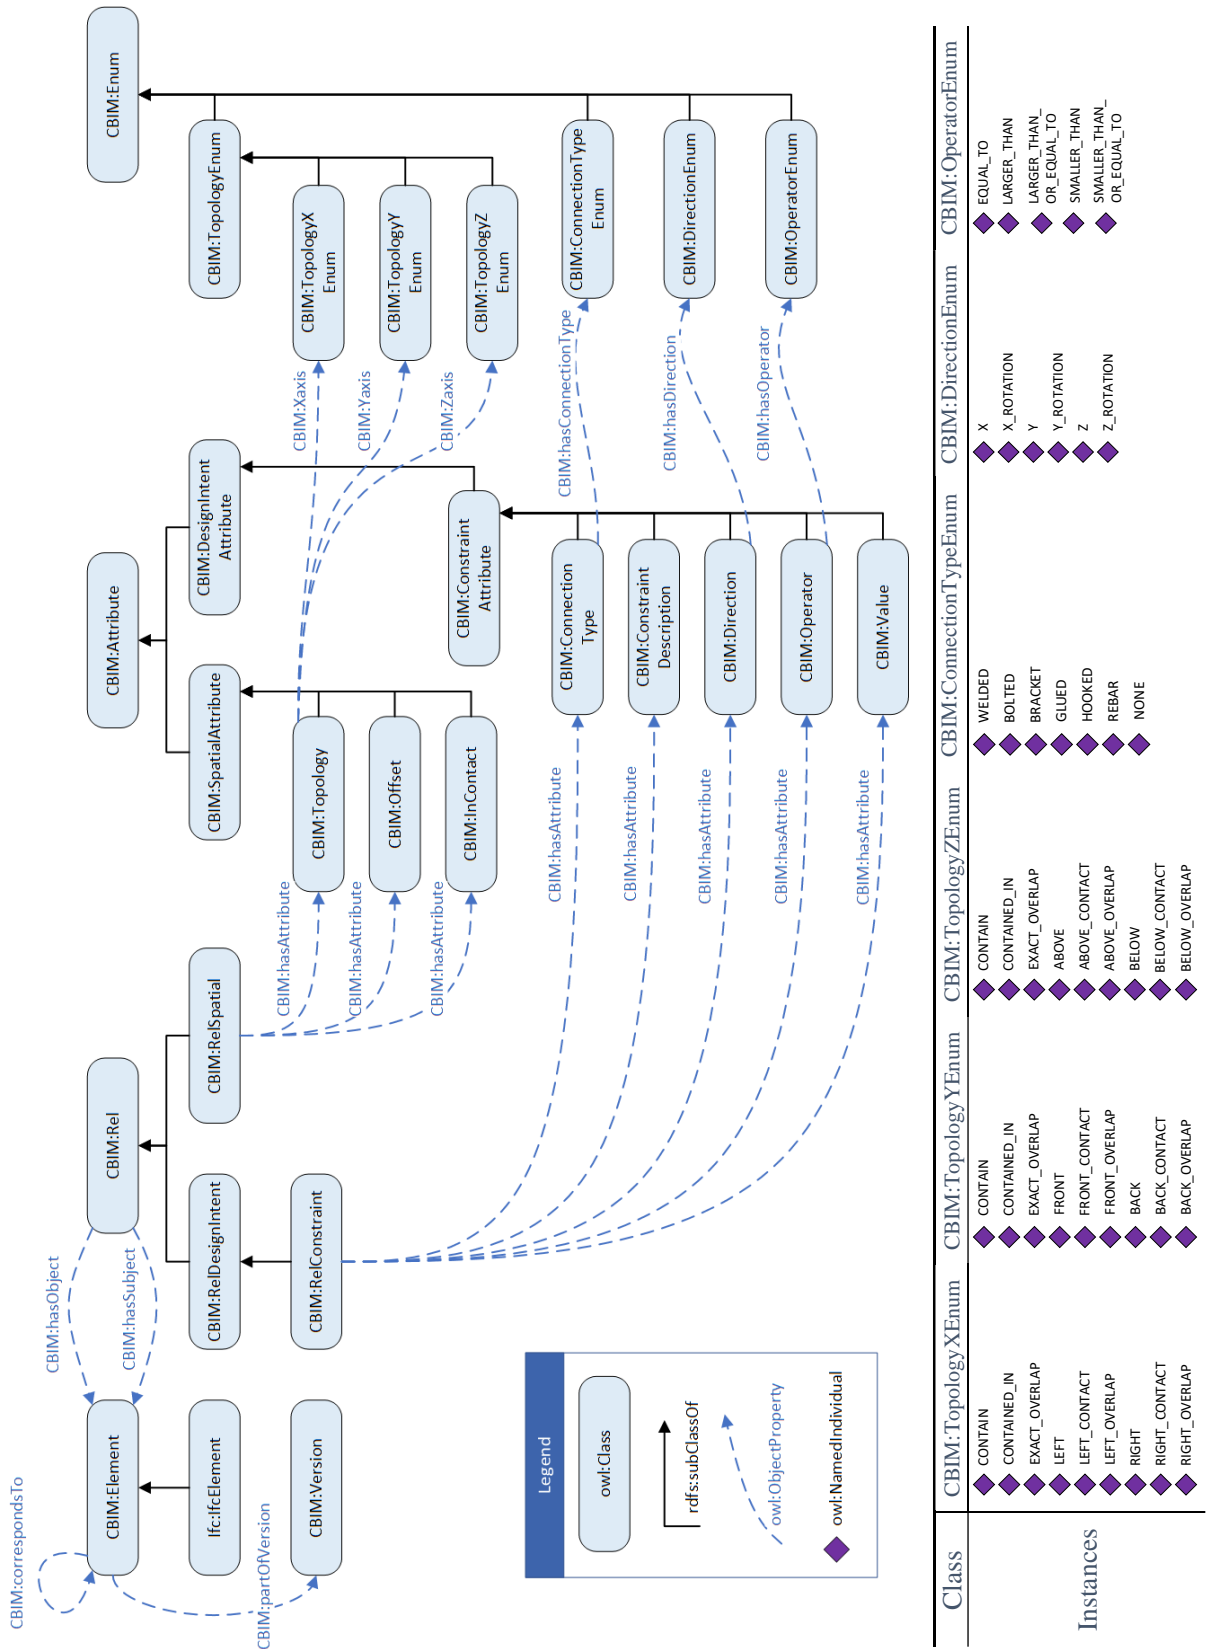 CBIM:correspondsTo
CBIM:Element
Ifc:IfcElement
CBIM:partOfVersion
CBIM:Version
CBIM:hasObject
CBIM:hasSubject
CBIM:Rel
CBIM:RelDesignIntent
CBIM:RelConstraint
CBIM:RelSpatial
CBIM:hasAttribute
CBIM:hasAttribute
CBIM:hasAttribute
CBIM:hasAttribute
CBIM:hasAttribute
CBIM:hasAttribute
CBIM:hasAttribute
CBIM:hasAttribute
CBIM:Attribute
CBIM:SpatialAttribute
CBIM:Topology
CBIM:Offset
CBIM:InContact
CBIM:DesignIntent
Attribute
CBIM:Constraint
Attribute
CBIM:Connection
Type
CBIM:Constraint
Description
CBIM:Direction
CBIM:Operator
CBIM:Value
CBIM:Xaxis
CBIM:Yaxis
CBIM:Zaxis
CBIM:hasConnectionType
CBIM:hasDirection
CBIM:hasOperator
CBIM:Enum
CBIM:TopologyEnum
CBIM:TopologyX
Enum
CBIM:TopologyY
Enum
CBIM:TopologyZ
Enum
CBIM:ConnectionType
Enum
CBIM:DirectionEnum
CBIM:OperatorEnum
Legend
owl:Class
rdfs:subClassOf
owl:ObjectProperty
owl:NamedIndividual
Class
Instances
CBIM:TopologyXEnum
CONTAIN
CONTAINED_IN
EXACT_OVERLAP
LEFT
LEFT_CONTACT
LEFT_OVERLAP
RIGHT
RIGHT_CONTACT
RIGHT_OVERLAP
CBIM:TopologyYEnum
CONTAIN
CONTAINED_IN
EXACT_OVERLAP
FRONT
FRONT_CONTACT
FRONT_OVERLAP
BACK
BACK_CONTACT
BACK_OVERLAP
CBIM:TopologyZEnum
CONTAIN
CONTAINED_IN
EXACT_OVERLAP
ABOVE
ABOVE_CONTACT
ABOVE_OVERLAP
BELOW
BELOW_CONTACT
BELOW_OVERLAP
CBIM:ConnectionTypeEnum
WELDED
BOLTED
BRACKET
GLUED
HOOKED
REBAR
NONE
CBIM:DirectionEnum
X
X_ROTATION
Y
Y_ROTATION
Z
Z_ROTATION
CBIM:OperatorEnum
EQUAL_TO
LARGER_THAN
LARGER_THAN_
OR_EQUAL_TO
SMALLER_THAN
SMALLER_THAN_
OR_EQUAL_TO